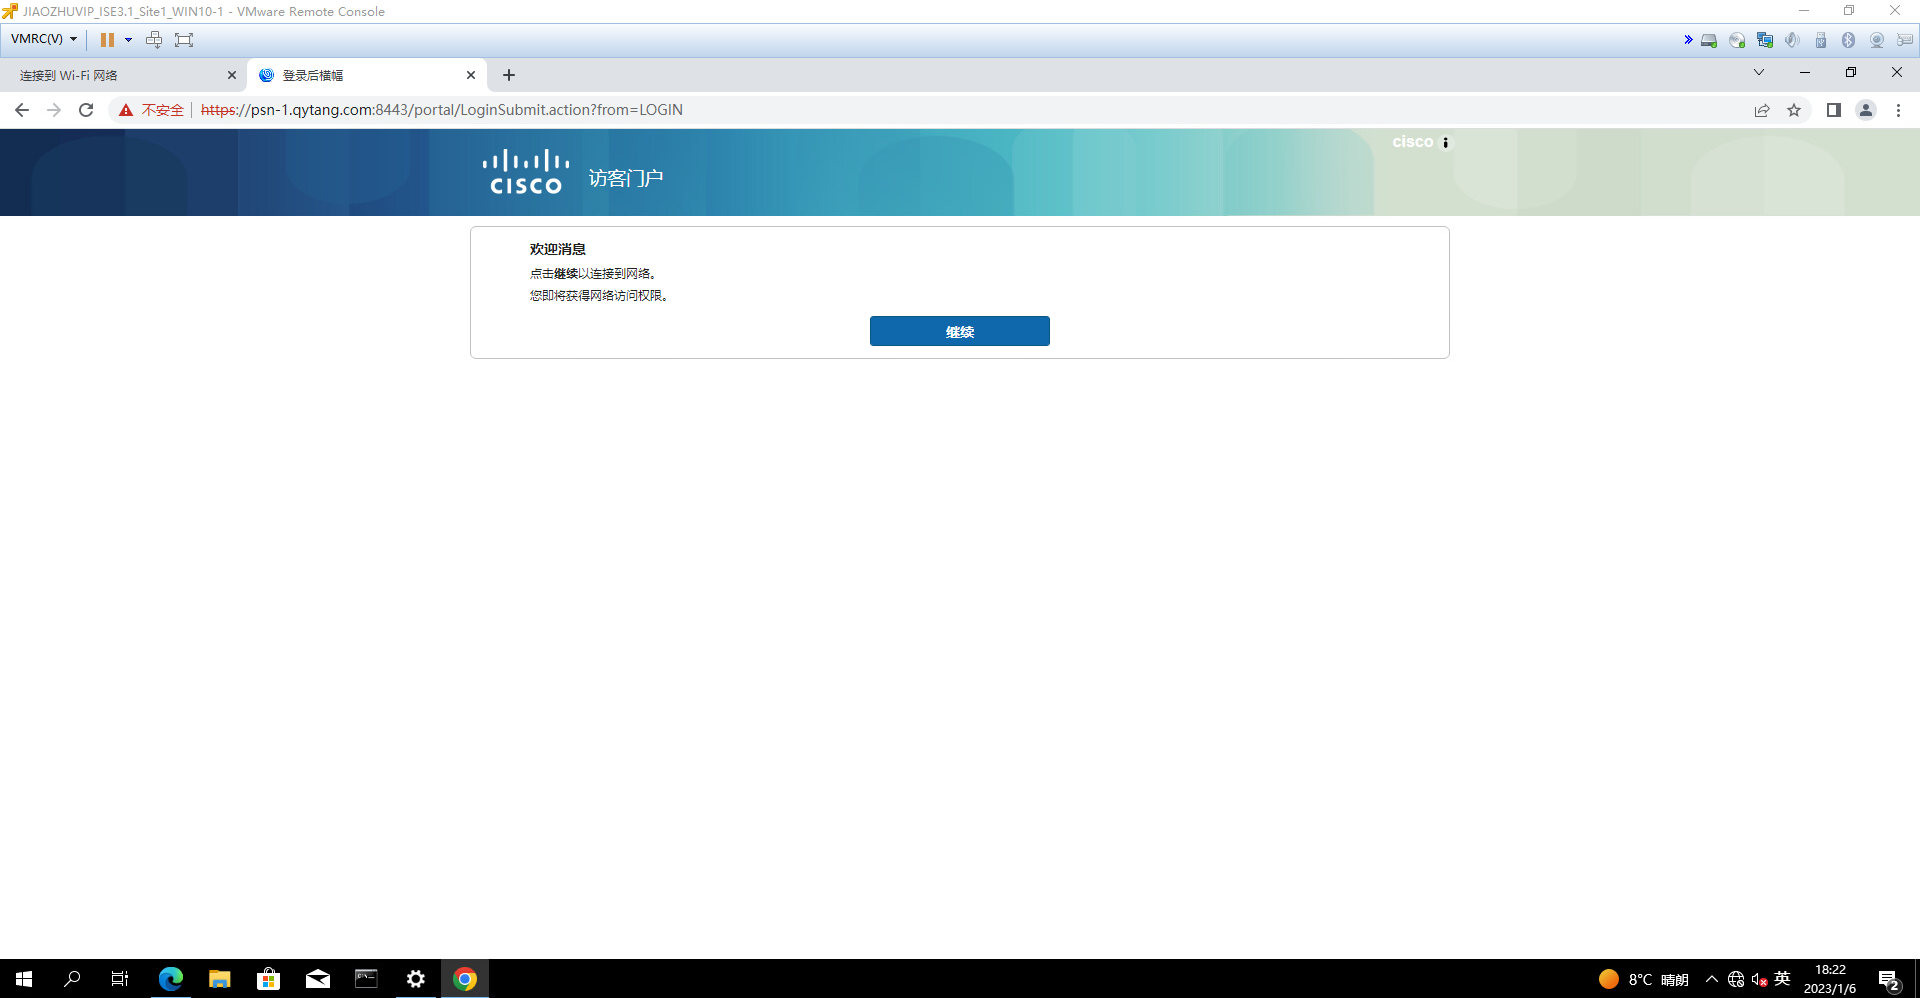 JIAOZHUVIP_ISE3.1_Site1_WIN10-1 - VMware Remote Console
VMRC(V)
连接到 Wi-Fi 网络
登录后横幅
不安全
https://psn-1.qytang.com:8443/portal/LoginSubmit.action?from=LOGIN
cisco
CISCO
访客门户
欢迎消息
点击继续以连接到网络。
您即将获得网络访问权限。
继续
8°C 晴朗
英
18:22
2023/1/6
2